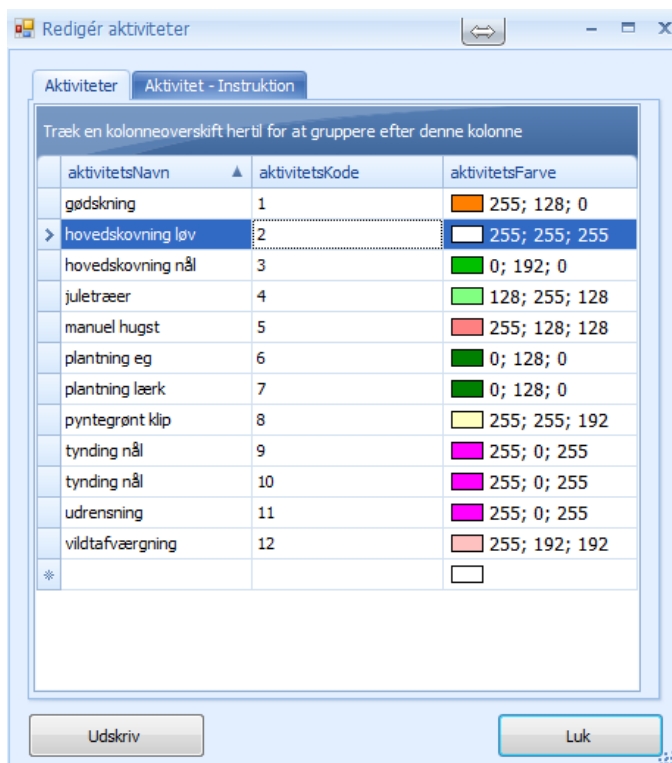 Redigér aktiviteter
Aktiviteter Aktivitet - Instruktion
Træk en kolonneoverskift hertil for at gruppere efter denne kolonne
aktivitetsNavn aktivitetsKode aktivitetsFarve
gødskning 1 255; 128; 0
hovedskovning løv 2 255; 255; 255
hovedskovning nål 3 0; 192; 0
juletræer 4 128; 255; 128
manuel hugst 5 255; 128; 128
plantning eg 6 0; 128; 0
plantning lærk 7 0; 128; 0
pyntegrønt klip 8 255; 255; 192
tynding nål 9 255; 0; 255
tynding nål 10 255; 0; 255
udrensning 11 255; 0; 255
vildtafværgning 12 255; 192; 192
Udskriv Luk